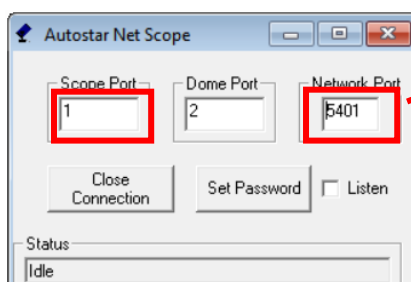 Autostar Net Scope
Scope Port Dome Port Network Port
1 2 5401
Close Connection Set Password Listen
Status
Idle